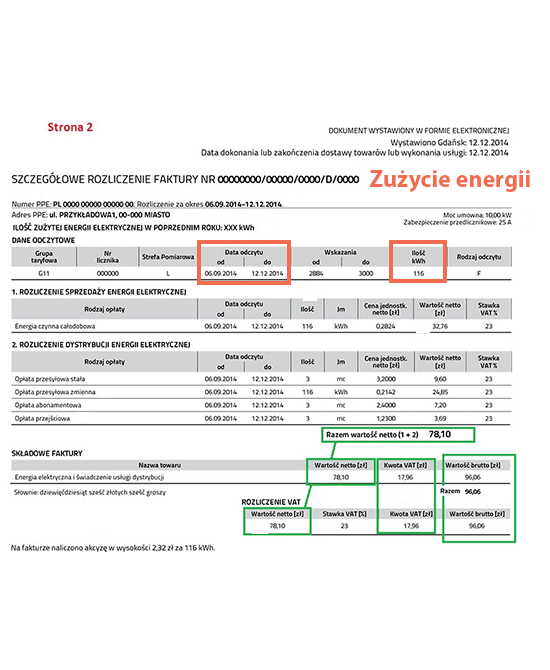 Strona 2
DOKUMENT WYSTAWIONY W FORMIE ELEKTRONICZNEJ
Wystawiono Gdańsk: 12.12.2014
Data dokonania lub zakończenia dostawy towarów lub wykonania usługi: 12.12.2014
SZCZEGÓŁOWE ROZLICZENIE FAKTURY NR 00000000/00000/0000/D/0000 Zużycie energii
Numer PPE: PL 0000 00000 00000 00. Rozliczenie za okres 06.09.2014–12.12.2014.
Adres PPE: ul. PRZYKŁADOWA1, 00-000 MIASTO Moc umowna: 10,00 kW
Zabezpieczenie przedlicznikowe: 25 A
ILOŚĆ ZUŻYTEJ ENERGII ELEKTRYCZNEJ W POPRZEDNIM ROKU: XXX kWh
DANE ODCZYTOWE
Grupa taryfowa Nr licznika Strefa Pomiarowa Data odczytu od do Wskazania od do Ilość kWh Rodzaj odczytu
G11 000000 L 06.09.2014 12.12.2014 2884 3000 116 F
1. ROZLICZENIE SPRZEDAŻY ENERGII ELEKTRYCZNEJ
Rodzaj opłaty Data odczytu od do Ilość Jm Cena jednostk. netto [zł] Wartość netto [zł] Stawka VAT %
Energia czynna całodobowa 06.09.2014 12.12.2014 116 kWh 0,2824 32,76 23
2. ROZLICZENIE DYSTRYBUCJI ENERGII ELEKTRYCZNEJ
Rodzaj opłaty Data odczytu od do Ilość Jm Cena jednostk. netto [zł] Wartość netto [zł] Stawka VAT %
Opłata przesyłowa stała 06.09.2014 12.12.2014 3 mc 3,2000 9,60 23
Opłata przesyłowa zmienna 06.09.2014 12.12.2014 116 kWh 0,2142 24,85 23
Opłata abonamentowa 06.09.2014 12.12.2014 3 mc 2,4000 7,20 23
Opłata przejściowa 06.09.2014 12.12.2014 3 mc 1,2300 3,69 23
Razem wartość netto (1 + 2) 78,10
SKŁADOWE FAKTURY
Nazwa towaru Wartość netto [zł] Kwota VAT [zł] Wartość brutto [zł]
Energia elektryczna i świadczenie usługi dystrybucji 78,10 17,96 96,06
Słownie: dziewięćdziesiąt sześć złotych sześć groszy Razem 96,06
ROZLICZENIE VAT
Wartość netto [zł] Stawka VAT [%] Kwota VAT [zł] Wartość brutto [zł]
78,10 23 17,96 96,06
Na fakturze naliczono akcyzę w wysokości 2,32 zł za 116 kWh.